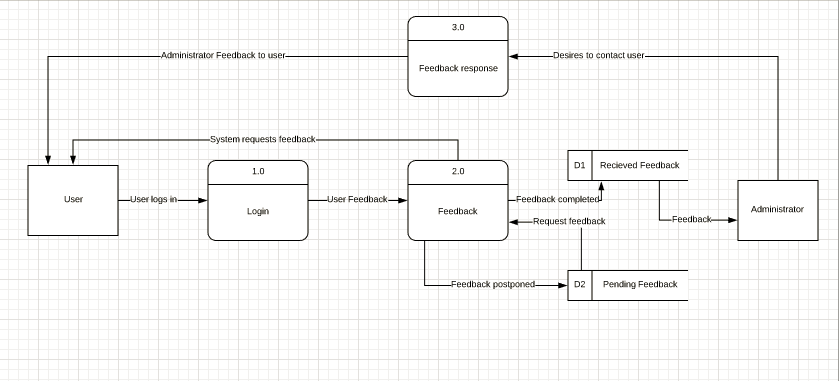 3.0
Administrator Feedback to user
Desires to contact user
Feedback response
System requests feedback
1.0
2.0
D1
Recieved Feedback
User
User logs in
Login
User Feedback
Feedback
Feedback completed
Request feedback
Feedback
Administrator
Feedback postponed
D2
Pending Feedback